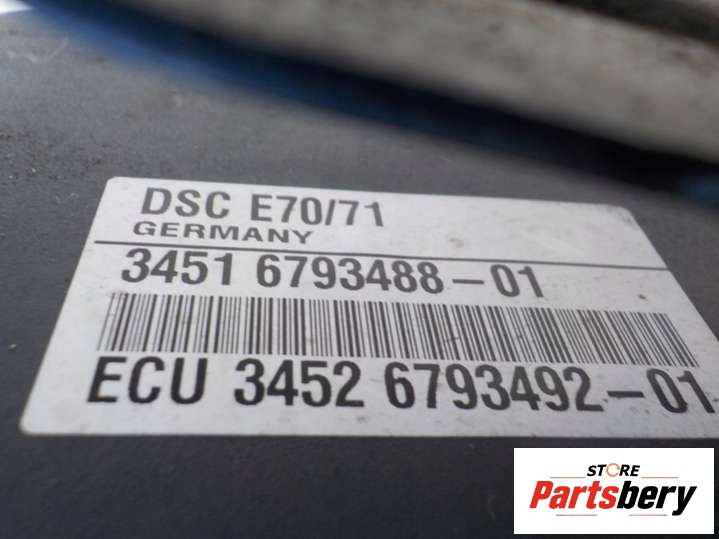 DSC E70/71
GERMANY
3451 6793488-01
ECU 3452 6793492-01
STORE
Partsbery